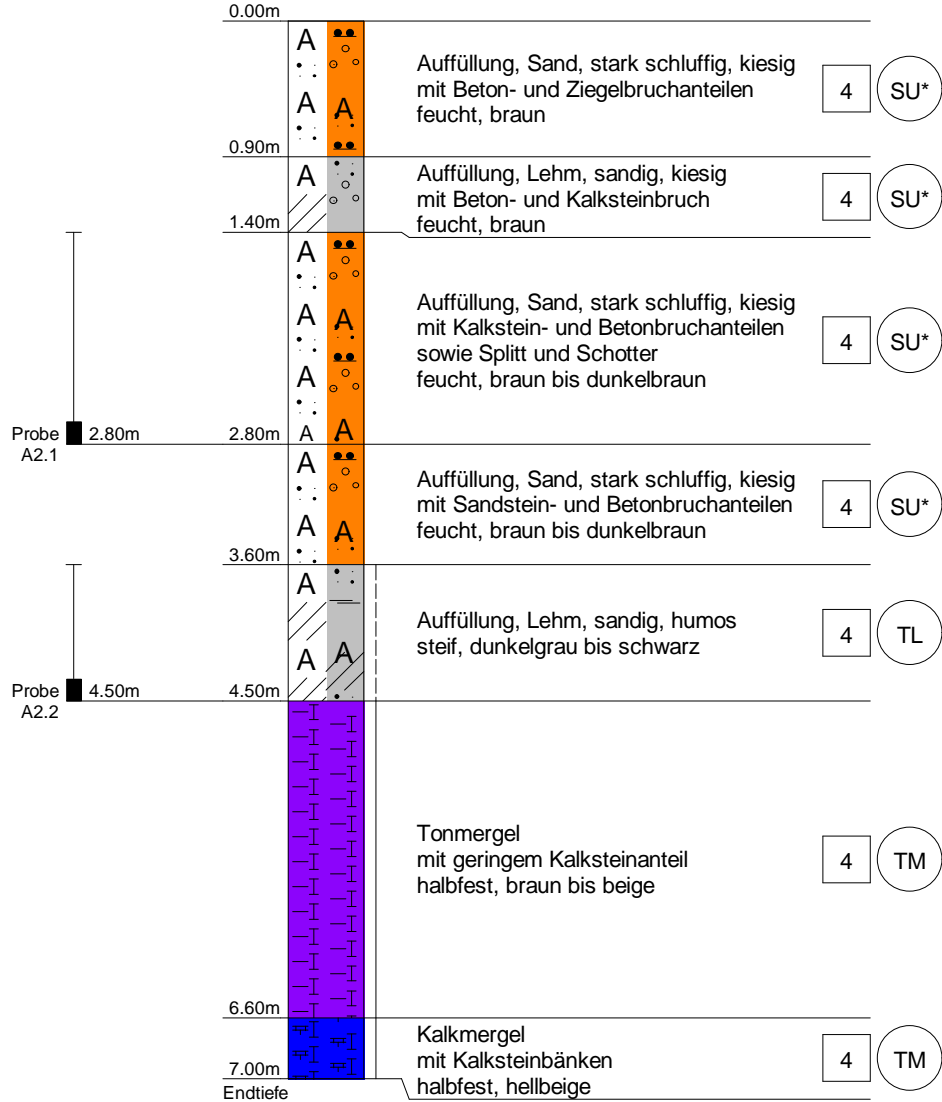 0.00m
A
A
A
Auffüllung, Sand, stark schluffig, kiesig
mit Beton- und Ziegelbruchanteilen
feucht, braun
4
SU*
0.90m
A
Auffüllung, Lehm, sandig, kiesig
mit Beton- und Kalksteinbruch
feucht, braun
4
SU*
1.40m
A
A
A
A
A
A
Auffüllung, Sand, stark schluffig, kiesig
mit Kalkstein- und Betonbruchanteilen
sowie Splitt und Schotter
feucht, braun bis dunkelbraun
4
SU*
Probe
A2.1
2.80m
2.80m
A
A
A
Auffüllung, Sand, stark schluffig, kiesig
mit Sandstein- und Betonbruchanteilen
feucht, braun bis dunkelbraun
4
SU*
3.60m
A
A
A
Auffüllung, Lehm, sandig, humos
steif, dunkelgrau bis schwarz
4
TL
Probe
A2.2
4.50m
4.50m
Tonmergel
mit geringem Kalksteinanteil
halbfest, braun bis beige
4
TM
6.60m
Kalkmergel
mit Kalksteinbänken
halbfest, hellbeige
4
TM
7.00m
Endtiefe